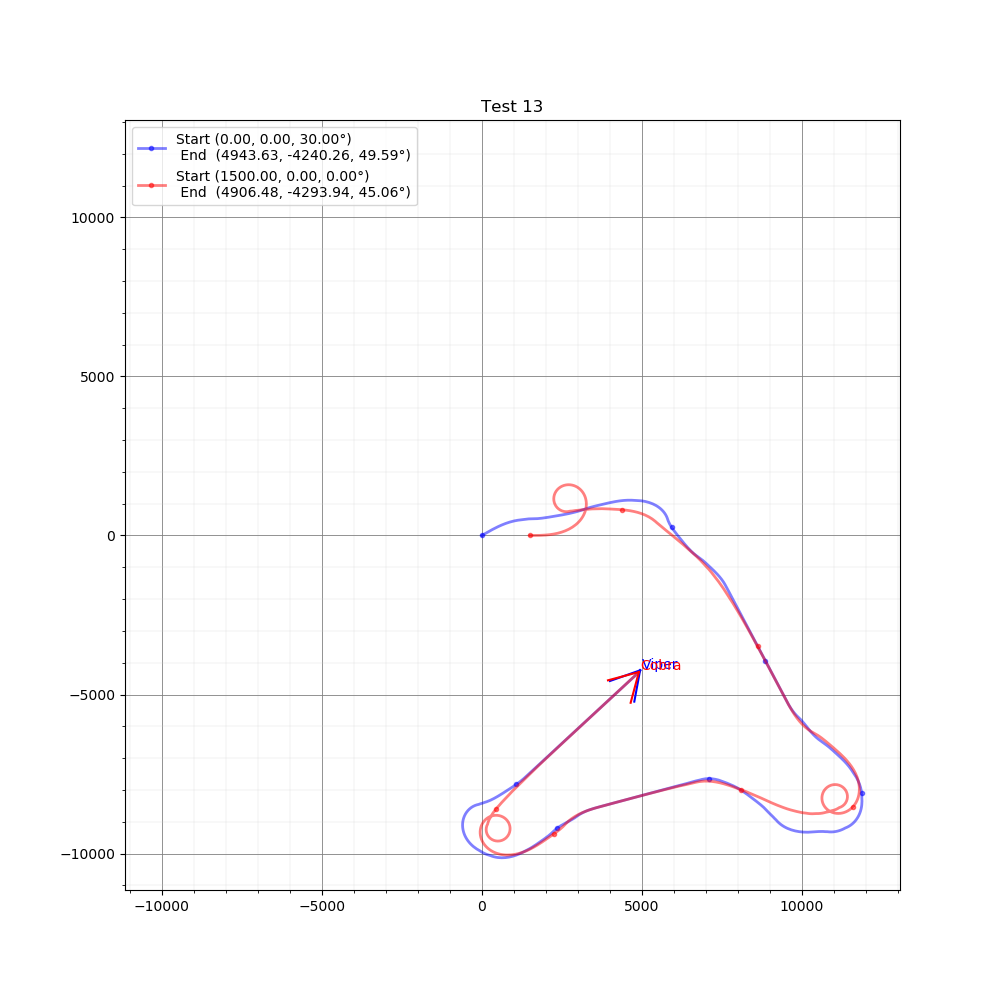 Test 13
Start (0.00, 0.00, 30.00°)
End (4943.63, -4240.26, 49.59°)
Start (1500.00, 0.00, 0.00°)
End (4906.48, -4293.94, 45.06°)
10000
5000
0
Viper
Cobra
−5000
−10000
−10000 −5000 0 5000 10000